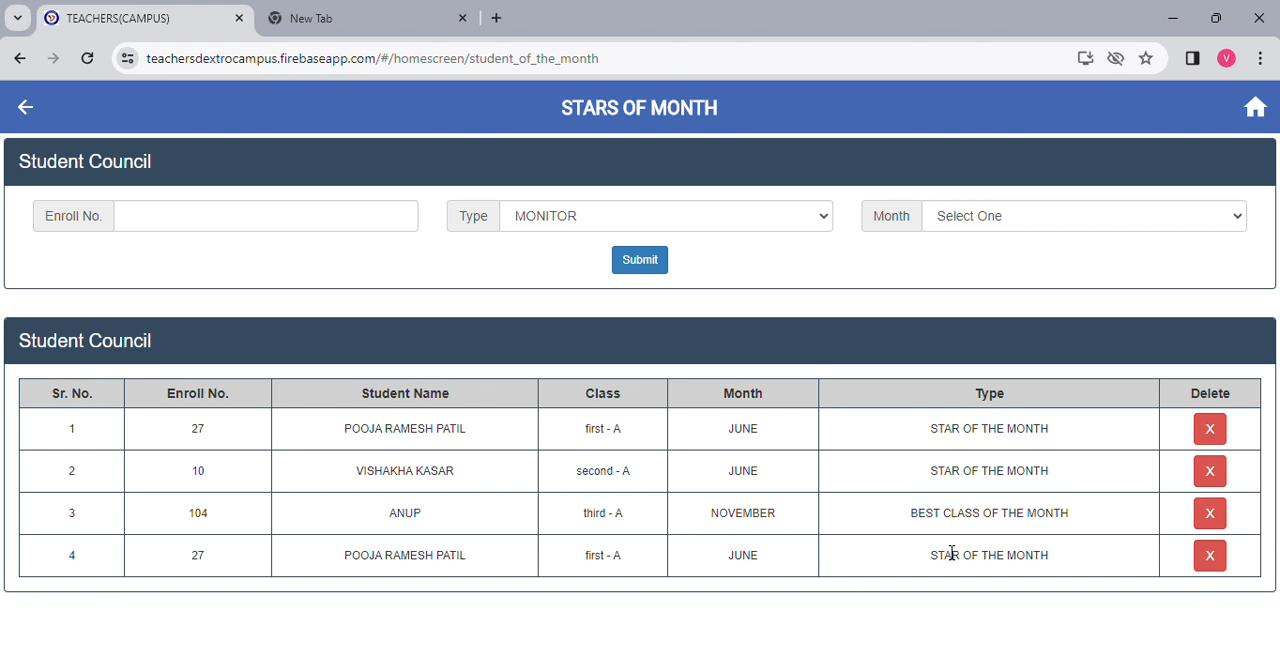 TEACHERS(CAMPUS)
New Tab
teachersdextrocampus.firebaseapp.com/#/homescreen/student_of_the_month
V
STARS OF MONTH
Student Council
Enroll No. Type MONITOR Month Select One
Submit
Student Council
Sr. No. Enroll No. Student Name Class Month Type Delete
1 27 POOJA RAMESH PATIL first - A JUNE STAR OF THE MONTH X
2 10 VISHAKHA KASAR second - A JUNE STAR OF THE MONTH X
3 104 ANUP third - A NOVEMBER BEST CLASS OF THE MONTH X
4 27 POOJA RAMESH PATIL first - A JUNE STAR OF THE MONTH X